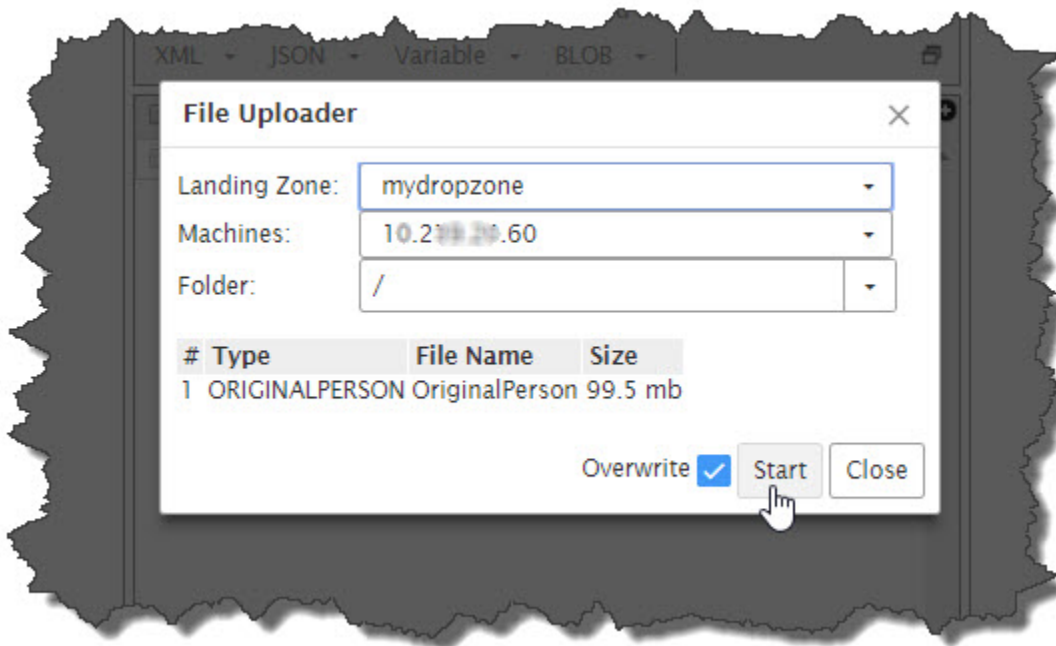 XML JSON Variable BLOB
File Uploader
Landing Zone: mydropzone
Machines:
Folder: /
# Type File Name Size
1 ORIGINALPERSON OriginalPerson 99.5 mb
Overwrite Start Close